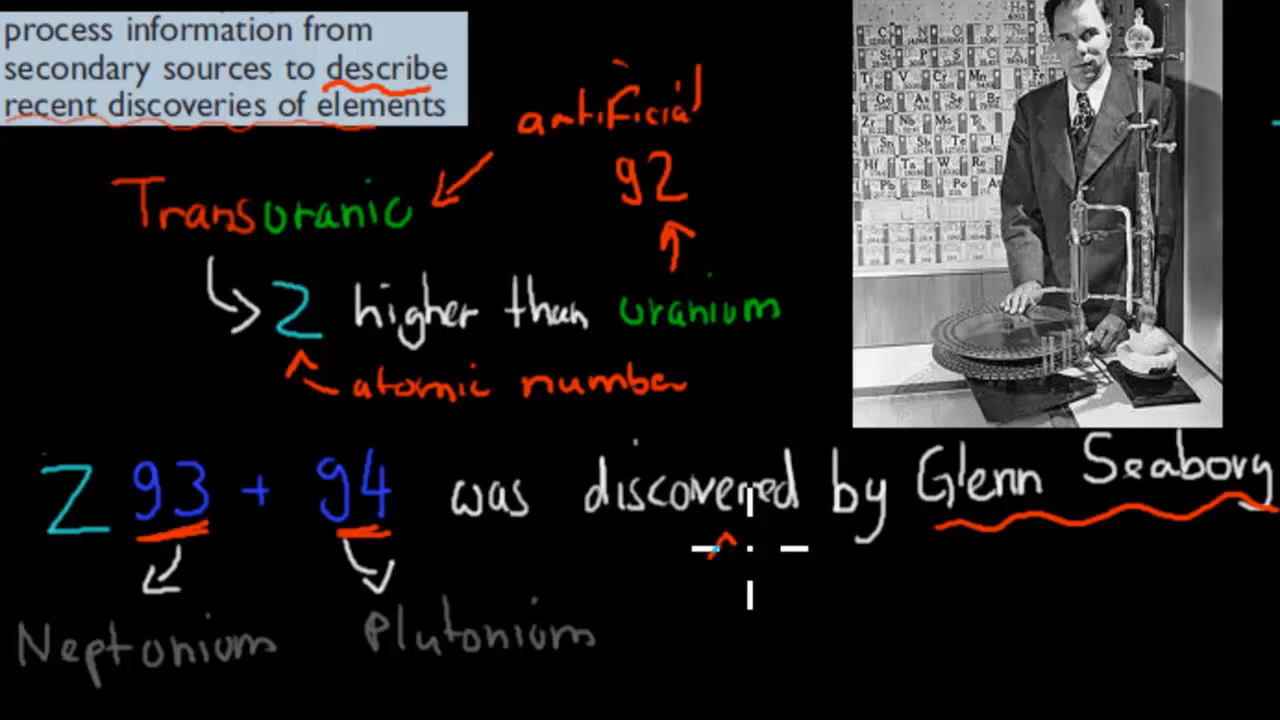 process information from
secondary sources to describe
recent discoveries of elements
artificial
92
Transuranic
Z higher than uranium
atomic number
Z 93 + 94 was discovered by Glenn Seaborg
Neptonium Plutonium